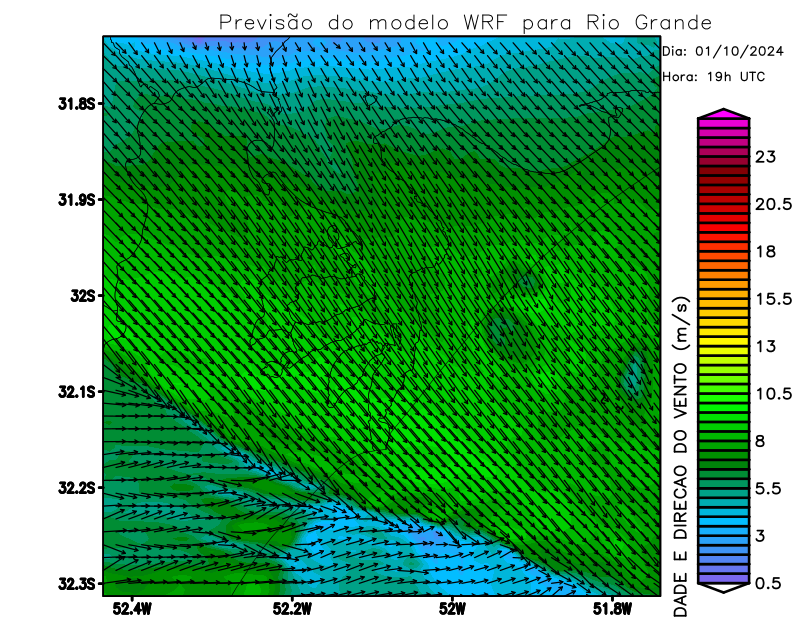 Previsão do modelo WRF para Rio Grande
Dia: 01/10/2024
Hora: 19h UTC
31.8S
31.9S
32S
32.1S
32.2S
32.3S
52.4W
52.2W
52W
51.8W
23
20.5
18
15.5
13
10.5
8
5.5
3
0.5
DADE E DIRECAO DO VENTO (m/s)